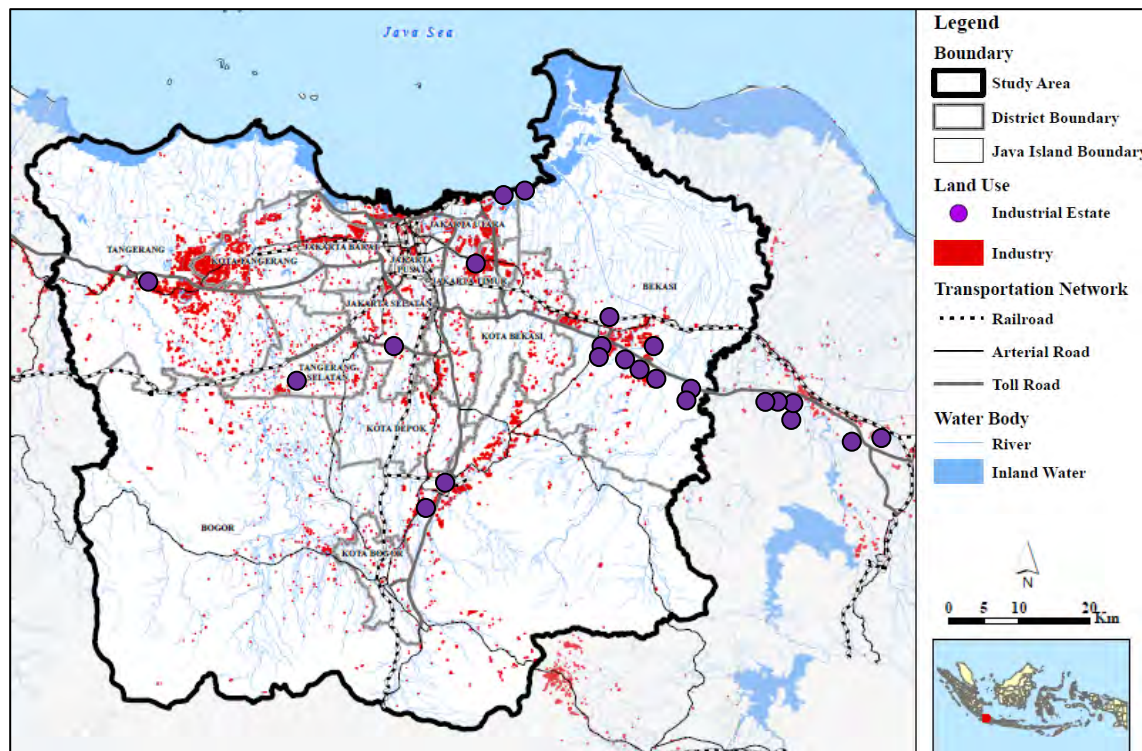 Java Sea
TANGERANG
KOTA TANGERANG
JAKARTA BARAT
JAKARTA UTARA
JAKARTA
PUSAT
JAKARTA TIMUR
JAKARTA SELATAN
BEKASI
KOTA BEKASI
TANGERANG
SELATAN
KOTA DEPOK
BOGOR
KOTA BOGOR
Legend
Boundary
Study Area
District Boundary
Java Island Boundary
Land Use
Industrial Estate
Industry
Transportation Network
Railroad
Arterial Road
Toll Road
Water Body
River
Inland Water
N
0 5 10 20
Km